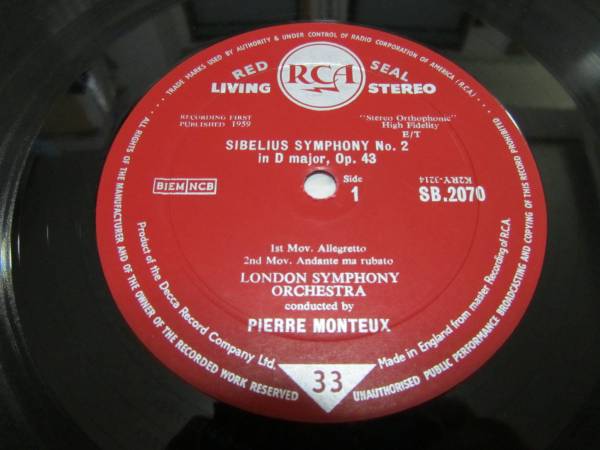 TRADE MARKS USED BY AUTHORITY & UNDER CONTROL OF RADIO CORPORATION OF AMERICA (R.C.A.)
RED SEAL
RCA
LIVING STEREO
RECORDING FIRST
PUBLISHED 1959
"Stereo Orthophonic"
High Fidelity
E/T
SIBELIUS SYMPHONY No. 2
in D major, Op. 43
BIEM NCB
Side
1
K2RY-3214
SB.2070
1st Mov. Allegretto
2nd Mov. Andante ma rubato
LONDON SYMPHONY
ORCHESTRA
conducted by
PIERRE MONTEUX
Product of the Decca Record Company Ltd.
33
Made in England from master Recording of R.C.A.
ALL RIGHTS OF THE MANUFACTURER AND OF THE OWNER OF THE RECORDED WORK RESERVED
UNAUTHORISED PUBLIC PERFORMANCE BROADCASTING AND COPYING OF THIS RECORD PROHIBITED